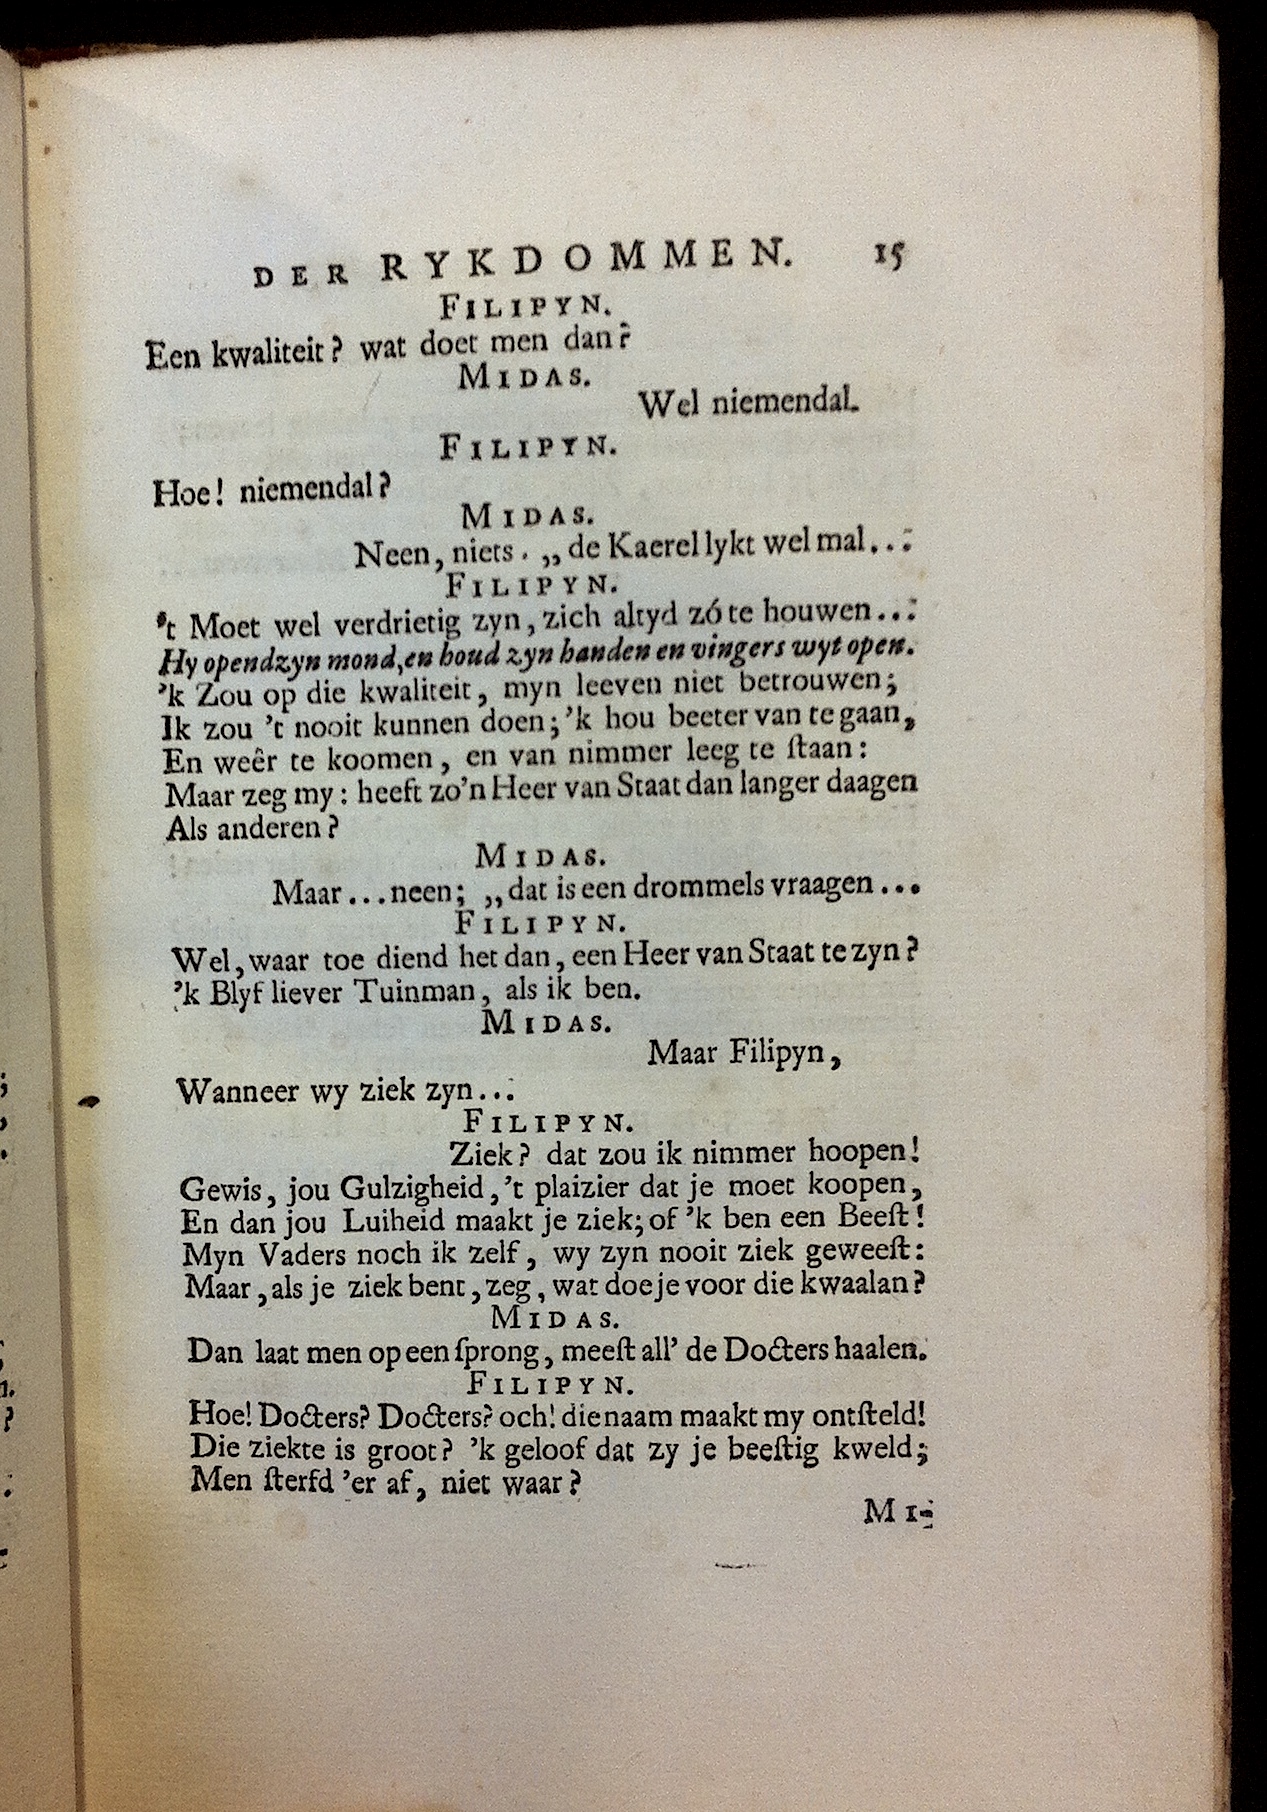 DER RYKDOMMEN. 15
FILIPYN.
Een kwaliteit? wat doet men dan?
MIDAS.
Wel niemendal.
FILIPYN.
Hoe! niemendal?
MIDAS.
Neen, niets. „de Kaerel lykt wel mal...
FILIPYN.
't Moet wel verdrietig zyn, zich altyd zó te houwen...
Hy opend zyn mond, en houd zyn handen en vingers wyt open.
'k Zou op die kwaliteit, myn leeven niet betrouwen;
Ik zou 't nooit kunnen doen; 'k hou beeter van te gaan,
En weêr te koomen, en van nimmer leeg te ſtaan:
Maar zeg my: heeft zo'n Heer van Staat dan langer daagen
Als anderen?
MIDAS.
Maar...neen; „dat is een drommels vraagen...
FILIPYN.
Wel, waar toe diend het dan, een Heer van Staat te zyn?
'k Blyf liever Tuinman, als ik ben.
MIDAS.
Maar Filipyn,
Wanneer wy ziek zyn...
FILIPYN.
Ziek? dat zou ik nimmer hoopen!
Gewis, jou Gulzigheid, 't plaizier dat je moet koopen,
En dan jou Luiheid maakt je ziek; of 'k ben een Beeſt!
Myn Vaders noch ik zelf, wy zyn nooit ziek geweeſt:
Maar, als je ziek bent, zeg, wat doe je voor die kwaalan?
MIDAS.
Dan laat men op een ſprong, meeſt all' de Docters haalen.
FILIPYN.
Hoe! Docters? Docters? och! die naam maakt my ontſteld!
Die ziekte is groot? 'k geloof dat zy je beeſtig kweld;
Men ſterfd 'er af, niet waar?
MI-